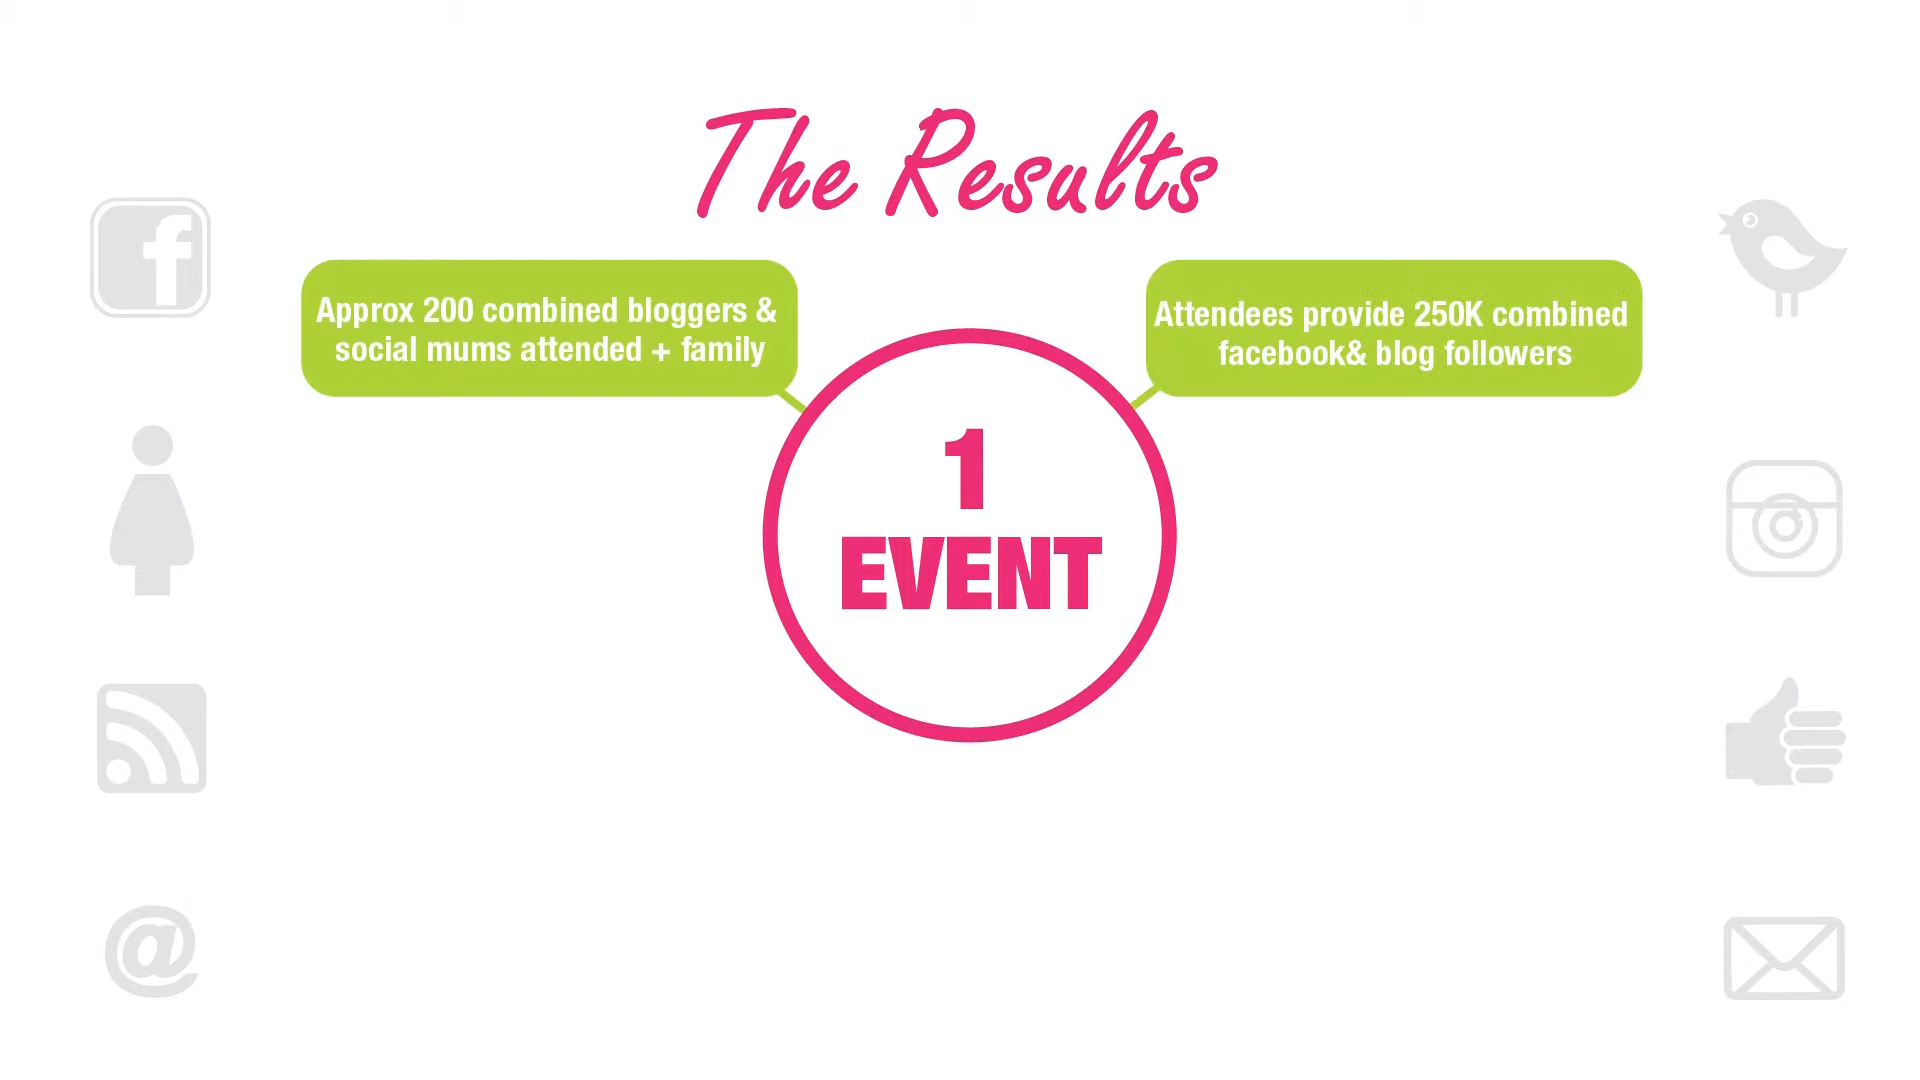 The Results
Approx 200 combined bloggers &
social mums attended + family
Attendees provide 250K combined
facebook& blog followers
1
EVENT
f
@